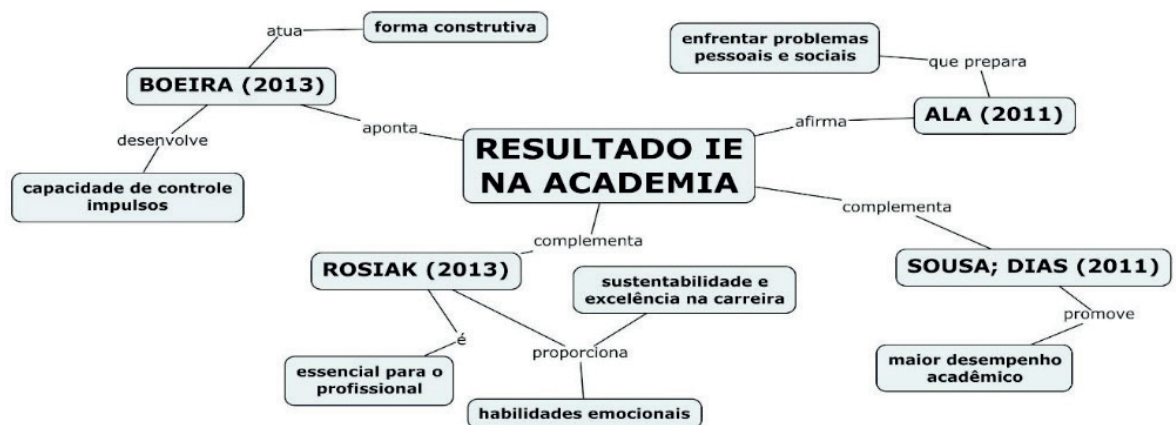 atua
forma construtiva
BOEIRA (2013)
desenvolve
capacidade de controle
impulsos
aponta
RESULTADO IE
NA ACADEMIA
enfrentar problemas
pessoais e sociais
que prepara
ALA (2011)
afirma
complementa
ROSIAK (2013)
é
essencial para o
profissional
proporciona
sustentabilidade e
excelência na carreira
habilidades emocionais
complementa
SOUSA; DIAS (2011)
promove
maior desempenho
acadêmico